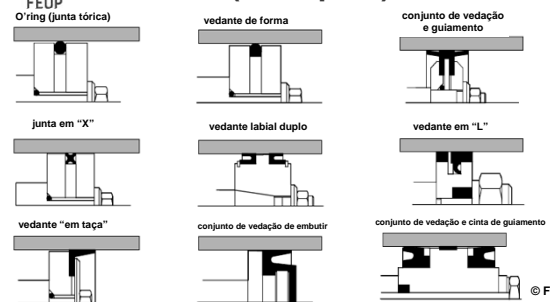 FEUP
O'ring (junta tórica)
vedante de forma
conjunto de vedação
e guiamento
junta em “X”
vedante labial duplo
vedante em “L”
vedante “em taça”
conjunto de vedação de embutir
conjunto de vedação e cinta de guiamento
© F